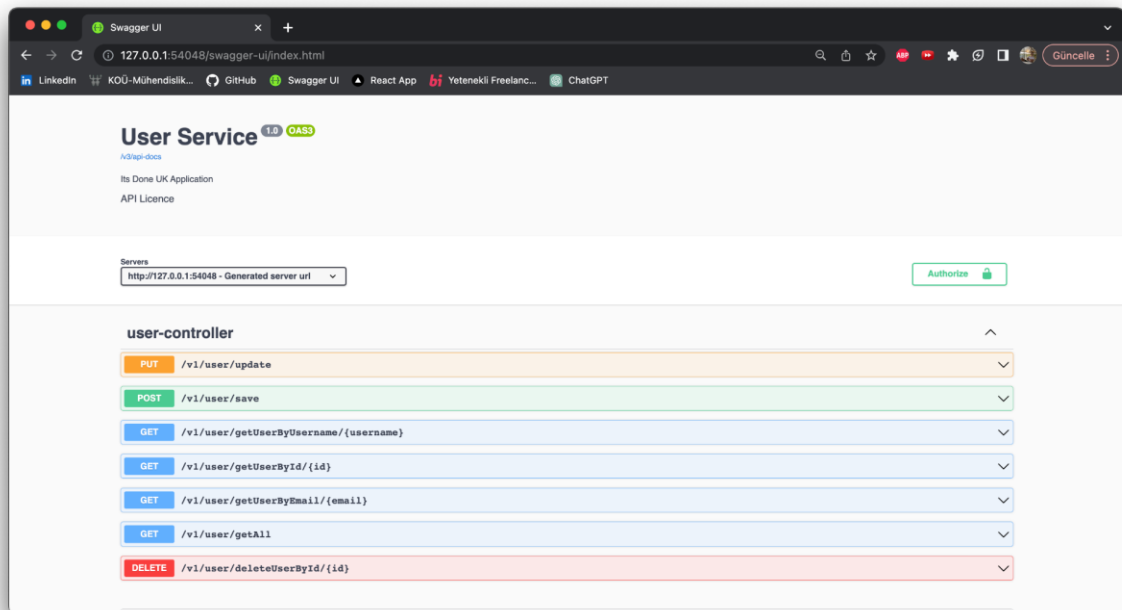 Swagger UI
127.0.0.1:54048/swagger-ui/index.html
ABP
Güncelle
in LinkedIn
KOÜ-Mühendislik...
GitHub
Swagger UI
React App
bi Yetenekli Freelanc...
ChatGPT
User Service 1.0 OAS3
/v3/api-docs
Its Done UK Application
API Licence
Servers
http://127.0.0.1:54048 - Generated server url
Authorize
user-controller
PUT /v1/user/update
POST /v1/user/save
GET /v1/user/getUserByUsername/{username}
GET /v1/user/getUserById/{id}
GET /v1/user/getUserByEmail/{email}
GET /v1/user/getAll
DELETE /v1/user/deleteUserById/{id}